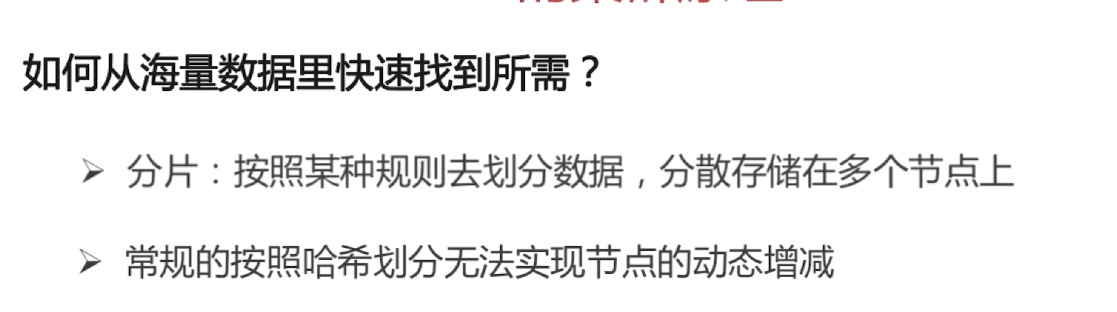 如何从海量数据里快速找到所需？
➢ 分片：按照某种规则去划分数据，分散存储在多个节点上
➢ 常规的按照哈希划分无法实现节点的动态增减